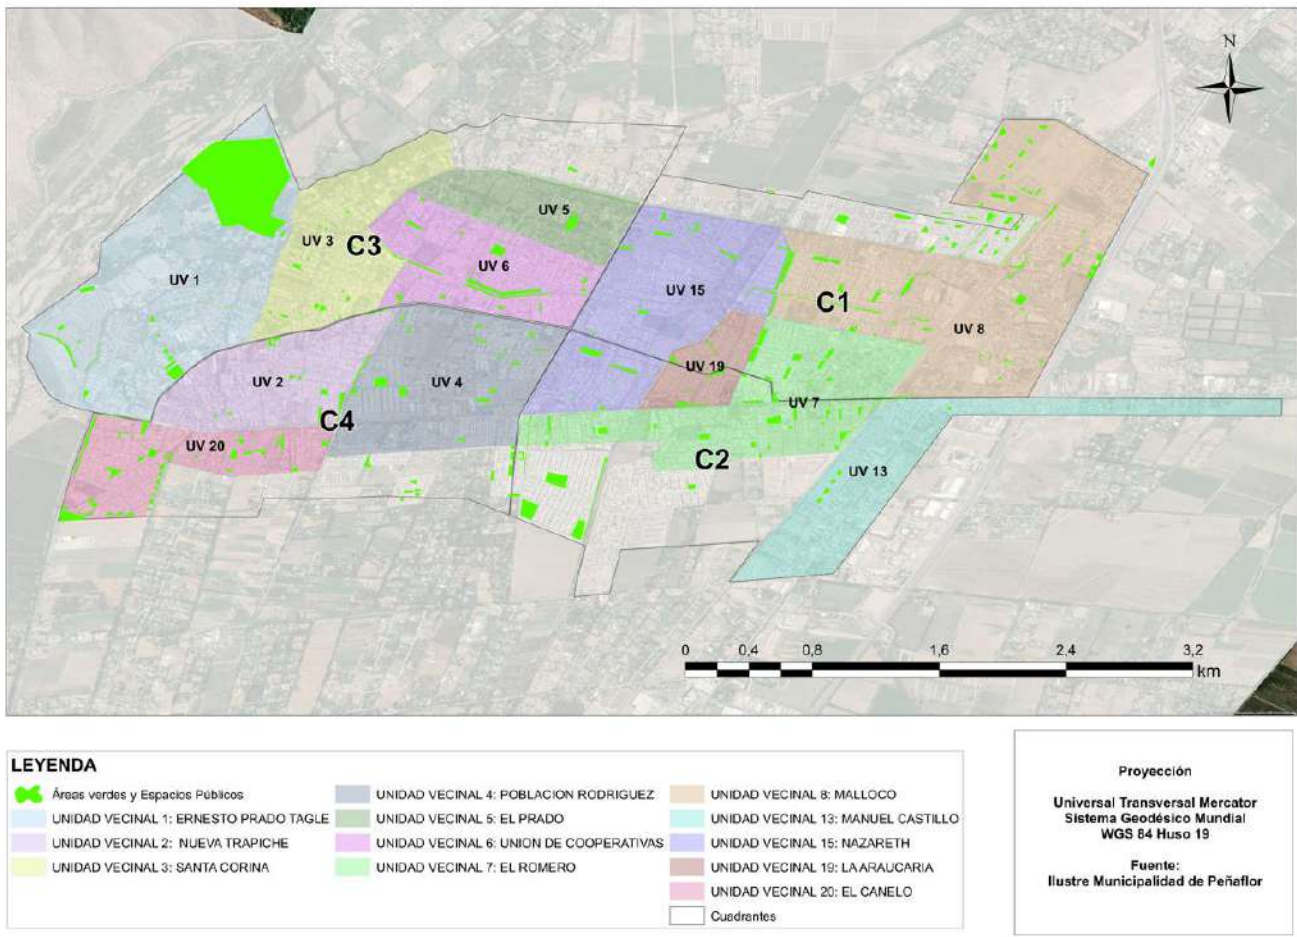 N
UV 5
UV 3
C3
UV 6
UV 1
UV 15
C1
UV 8
UV 19
UV 2
UV 4
UV 7
C4
UV 20
C2
UV 13
0 0,4 0,8 1,6 2,4 3,2
km
LEYENDA
Áreas verdes y Espacios Públicos
UNIDAD VECINAL 1: ERNESTO PRADO TAGLE
UNIDAD VECINAL 2: NUEVA TRAPICHE
UNIDAD VECINAL 3: SANTA CORINA
UNIDAD VECINAL 4: POBLACION RODRIGUEZ
UNIDAD VECINAL 5: EL PRADO
UNIDAD VECINAL 6: UNION DE COOPERATIVAS
UNIDAD VECINAL 7: EL ROMERO
UNIDAD VECINAL 8: MALLOCO
UNIDAD VECINAL 13: MANUEL CASTILLO
UNIDAD VECINAL 15: NAZARETH
UNIDAD VECINAL 19: LA ARAUCARIA
UNIDAD VECINAL 20: EL CANELO
Cuadrantes
Proyección
Universal Transversal Mercator
Sistema Geodésico Mundial
WGS 84 Huso 19
Fuente:
Ilustre Municipalidad de Peñaflor